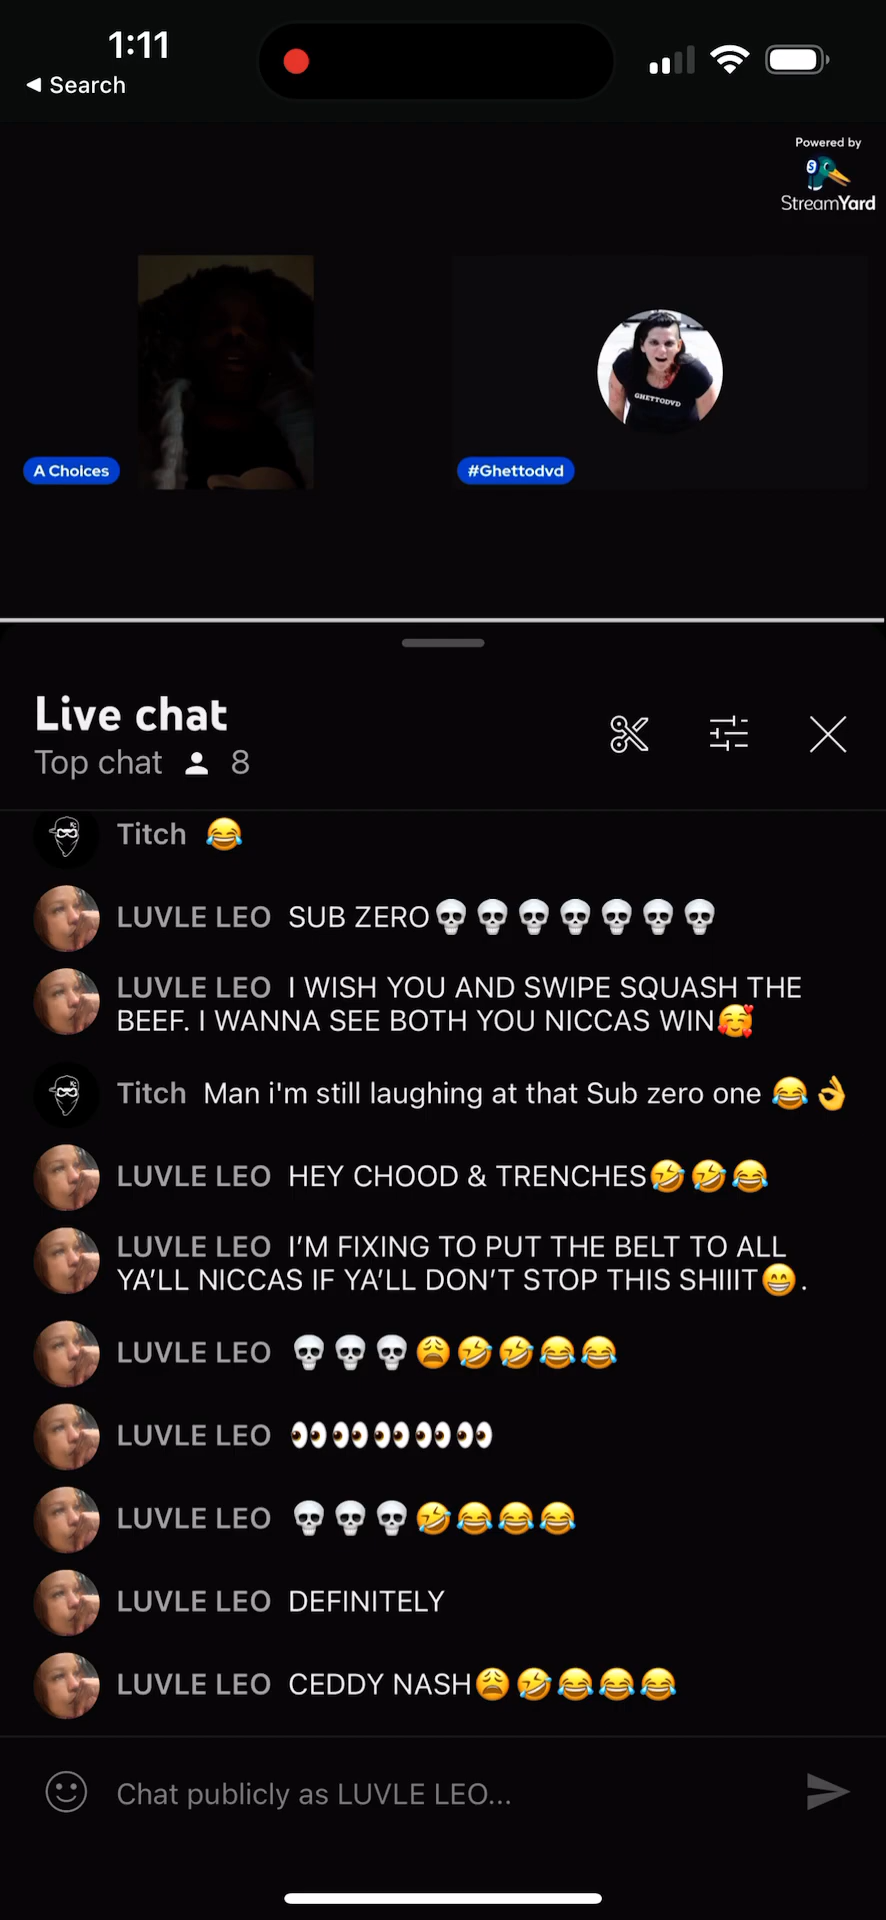 1:11
◀ Search
Powered by
StreamYard
GHETTODVD
A Choices
#Ghettodvd
Live chat
Top chat 8
Titch 😂
LUVLE LEO SUB ZERO💀💀💀💀💀💀💀
LUVLE LEO I WISH YOU AND SWIPE SQUASH THE
BEEF. I WANNA SEE BOTH YOU NICCAS WIN🥰
Titch Man i'm still laughing at that Sub zero one 😂👌
LUVLE LEO HEY CHOOD & TRENCHES🤣🤣😂
LUVLE LEO I’M FIXING TO PUT THE BELT TO ALL
YA’LL NICCAS IF YA’LL DON’T STOP THIS SHIIIT😁.
LUVLE LEO 💀💀💀😩🤣🤣😂😂
LUVLE LEO 👀👀👀👀👀
LUVLE LEO 💀💀💀🤣😂😂😂
LUVLE LEO DEFINITELY
LUVLE LEO CEDDY NASH😩🤣😂😂😂
Chat publicly as LUVLE LEO...